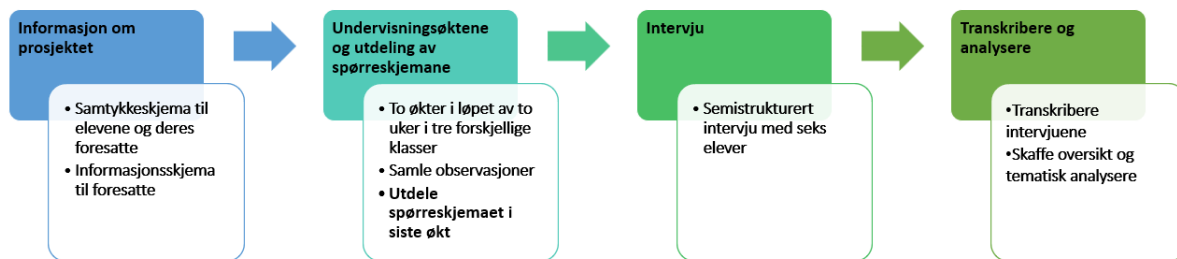 Informasjon om
prosjektet
• Samtykkeskjema til
elevene og deres
foresatte
• Informasjonsskjema
til foresatte
Undervisningsøktene
og utdeling av
spørreskjemane
• To økter i løpet av to
uker i tre forskjellige
klasser
• Samle observasjoner
• Utdele
spørreskjemaet i
siste økt
Intervju
• Semistrukturert
intervju med seks
elever
Transkribere og
analysere
•Transkribere
intervjuene
•Skaffe oversikt og
tematisk analysere